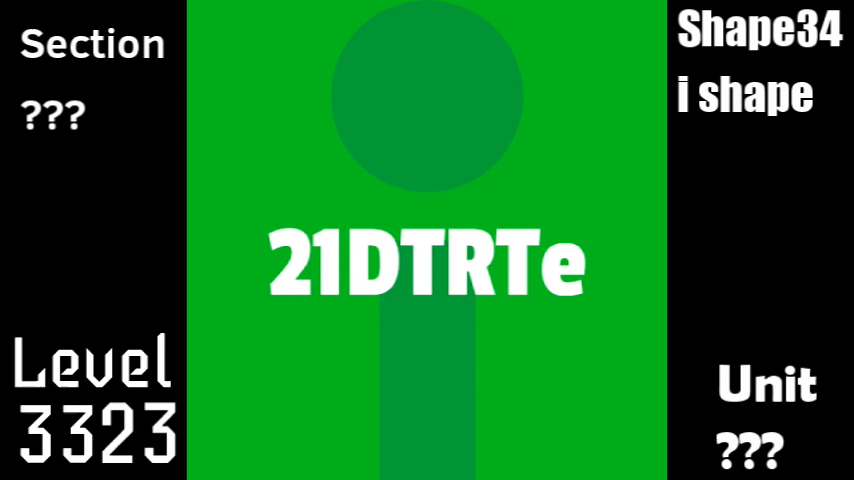 Section
???
Level
3323
21DTRTe
Shape34
i shape
Unit
???